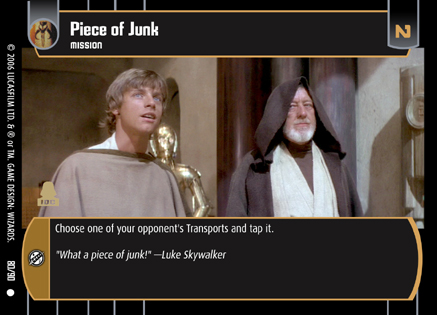 Piece of Junk
MISSION
N
Choose one of your opponent's Transports and tap it.
"What a piece of junk!" —Luke Skywalker
© 2006 LUCASFILM LTD. & ® or TM. GAME DESIGN: WIZARDS.
80/90